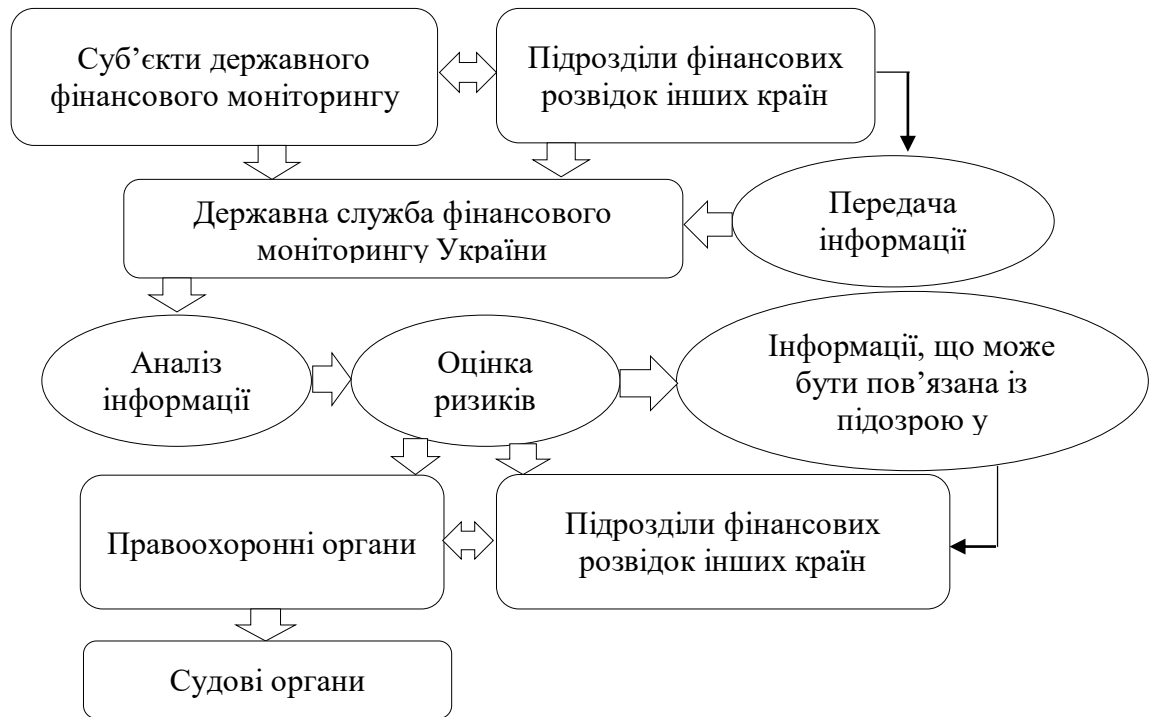 Суб’єкти державного
фінансового моніторингу
Підрозділи фінансових
розвідок інших країн
Передача
інформації
Державна служба фінансового
моніторингу України
Аналіз
інформації
Оцінка
ризиків
Інформації, що може
бути пов’язана із
підозрою у
Правоохоронні органи
Підрозділи фінансових
розвідок інших країн
Судові органи